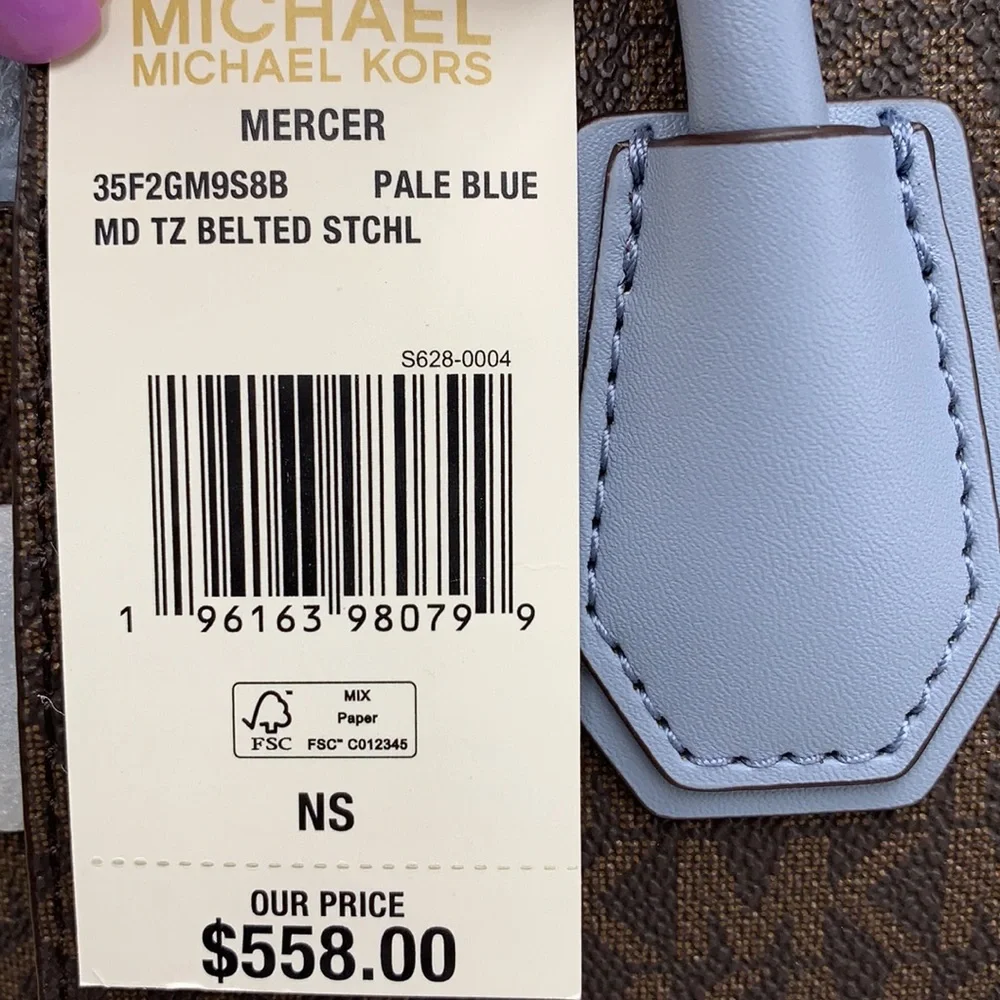 MICHAEL
MICHAEL KORS
MERCER
35F2GM9S8B PALE BLUE
MD TZ BELTED STCHL
S628-0004
1 96163 98079 9
FSC
MIX
Paper
FSC™ C012345
NS
OUR PRICE
$558.00
MK